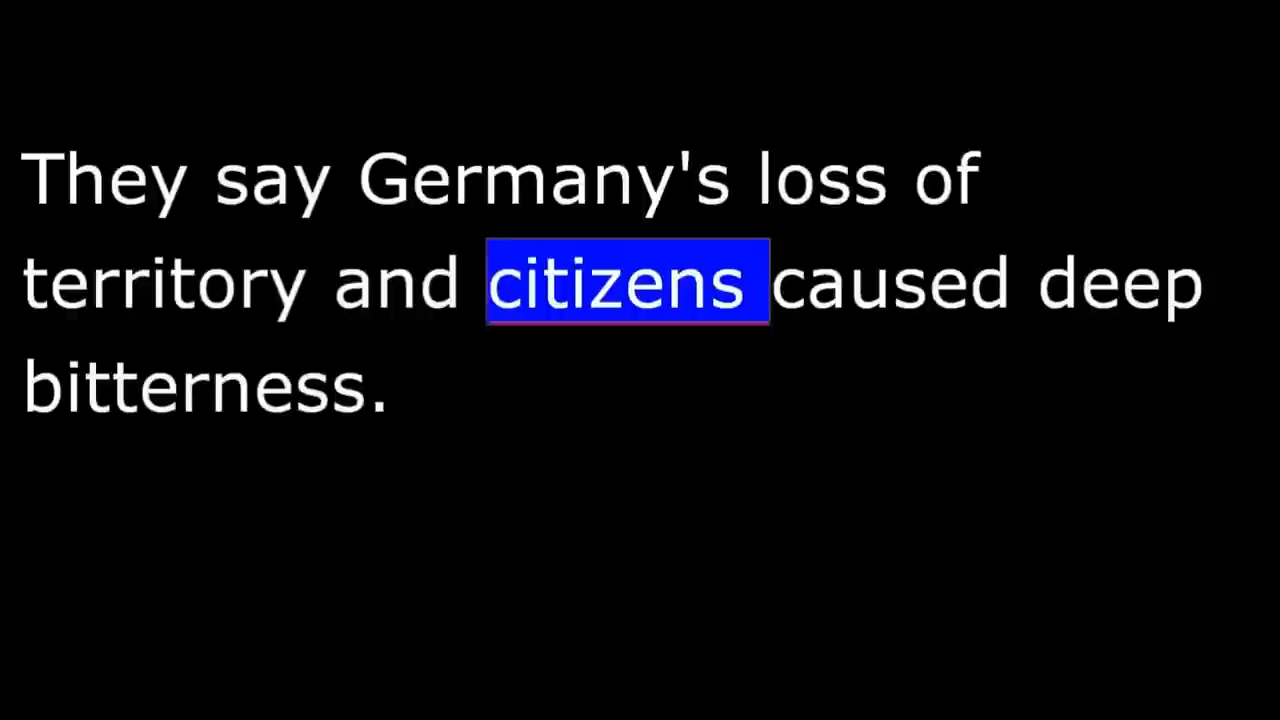 They say Germany's loss of
territory and citizens caused deep
bitterness.